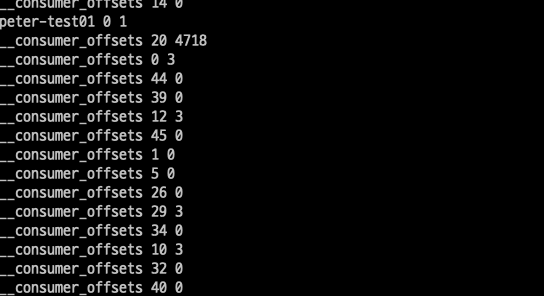 __consumer_offsets 14 0
peter-test01 0 1
__consumer_offsets 20 4718
__consumer_offsets 0 3
__consumer_offsets 44 0
__consumer_offsets 39 0
__consumer_offsets 12 3
__consumer_offsets 45 0
__consumer_offsets 1 0
__consumer_offsets 5 0
__consumer_offsets 26 0
__consumer_offsets 29 3
__consumer_offsets 34 0
__consumer_offsets 10 3
__consumer_offsets 32 0
__consumer_offsets 40 0